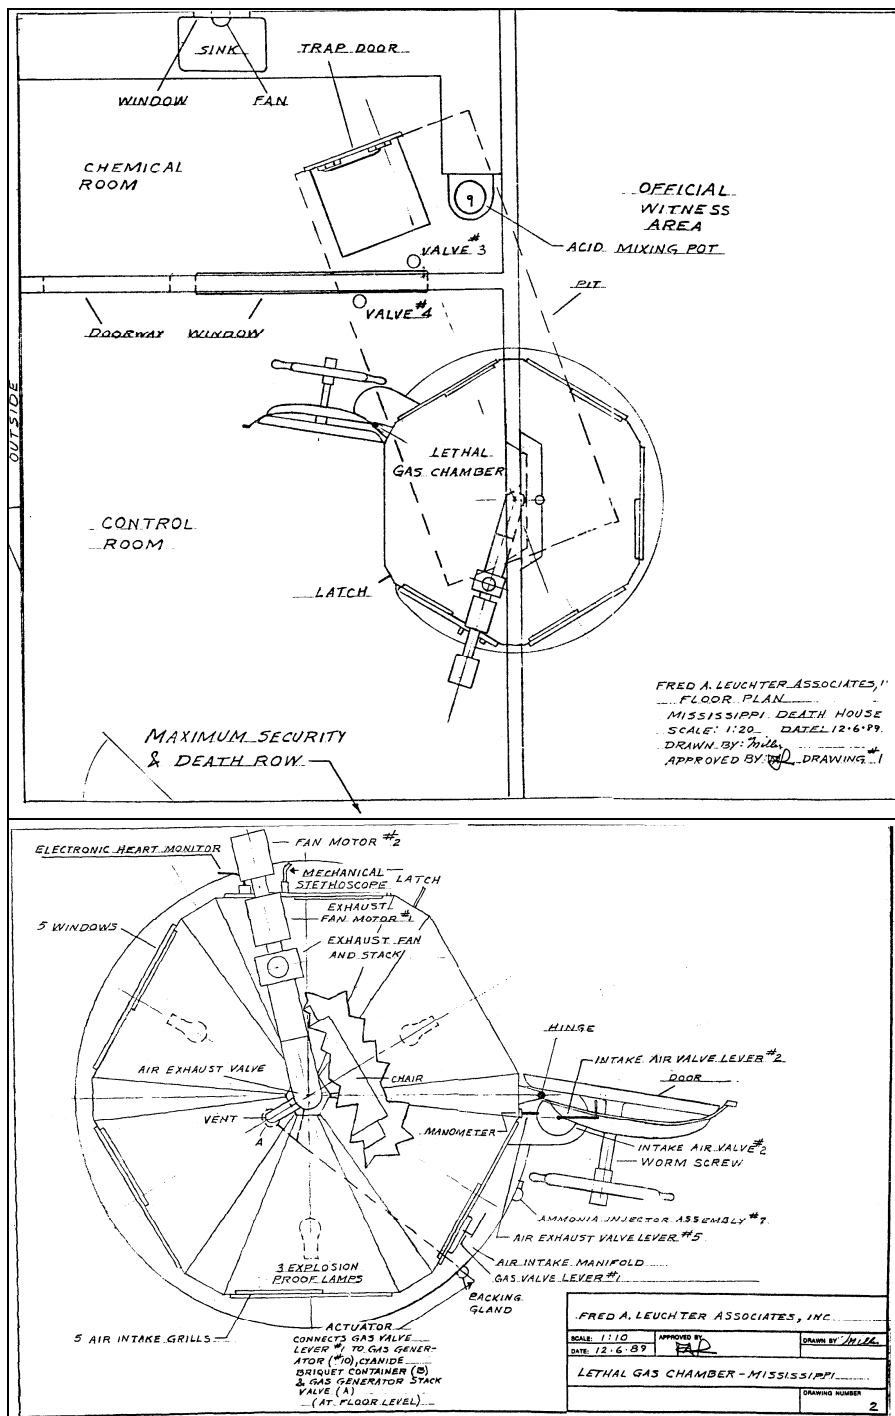 SINK
TRAP DOOR
WINDOW
FAN
CHEMICAL
ROOM
9
OFFICIAL
WITNESS
AREA
ACID MIXING POT
VALVE #3
PIT
VALVE #4
DOORWAY
WINDOW
OUTSIDE
LETHAL
GAS CHAMBER
CONTROL
ROOM
LATCH
FRED A. LEUCHTER ASSOCIATES, I
FLOOR PLAN
MISSISSIPPI DEATH HOUSE
SCALE: 1:20 DATE: 12·6·89
DRAWN BY: Miller
APPROVED BY: DRAWING #1
MAXIMUM SECURITY
& DEATH ROW
FAN MOTOR #2
ELECTRONIC HEART MONITOR
MECHANICAL
STETHOSCOPE
LATCH
EXHAUST
FAN MOTOR #1
5 WINDOWS
EXHAUST FAN
AND STACK
HINGE
INTAKE AIR VALVE LEVER #2
DOOR
AIR EXHAUST VALVE
CHAIR
VENT
A
MANOMETER
INTAKE AIR VALVE #2
WORM SCREW
AMMONIA INJECTOR ASSEMBLY #7
AIR EXHAUST VALVE LEVER #5
AIR INTAKE MANIFOLD
GAS VALVE LEVER #1
3 EXPLOSION
PROOF LAMPS
PACKING
GLAND
5 AIR INTAKE GRILLS
ACTUATOR
CONNECTS GAS VALVE
LEVER #1 TO GAS GENER-
ATOR (#10), CYANIDE
BRIQUET CONTAINER (B)
& GAS GENERATOR STACK
VALVE (A)
(AT FLOOR LEVEL)
FRED A. LEUCHTER ASSOCIATES, INC
SCALE: 1:10 APPROVED BY DRAWN BY Miller
DATE: 12·6·89
LETHAL GAS CHAMBER - MISSISSIPPI
DRAWING NUMBER
2